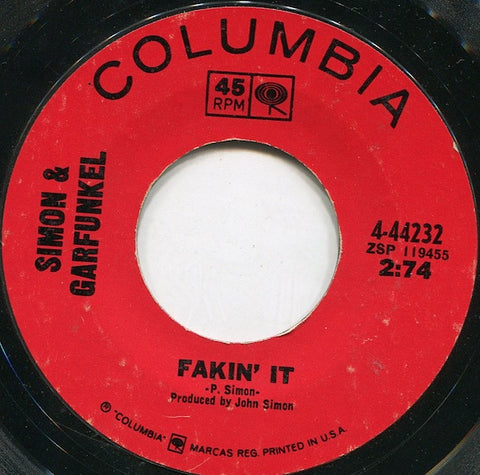 COLUMBIA
45
RPM
SIMON &
GARFUNKEL
4-44232
ZSP 119455
2:74
FAKIN' IT
-P. Simon-
Produced by John Simon
Ⓟ "COLUMBIA" MARCAS REG. PRINTED IN U.S.A.